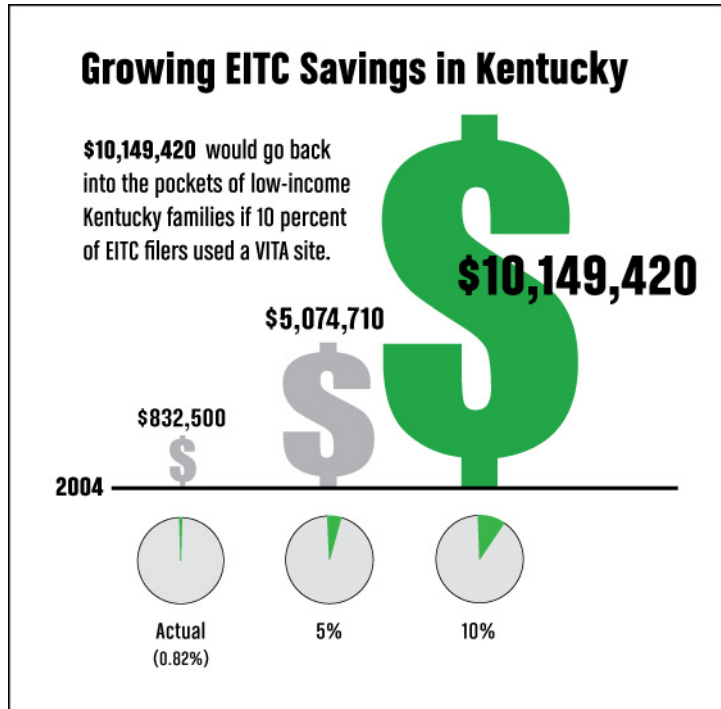 Growing EITC Savings in Kentucky
$10,149,420 would go back
into the pockets of low-income
Kentucky families if 10 percent
of EITC filers used a VITA site.
$10,149,420
$5,074,710
$832,500
2004
Actual
(0.82%)
5%
10%